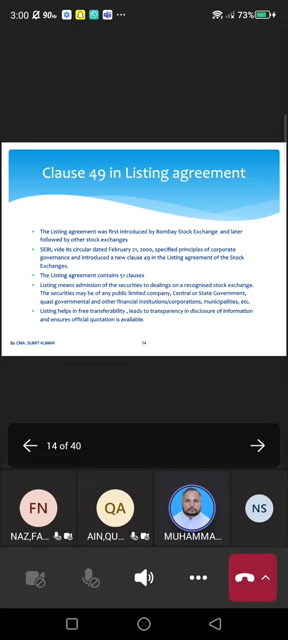 3:00 90Hz 73%
Clause 49 in Listing agreement
The Listing agreement was first introduced by Bombay Stock Exchange and later
followed by other stock exchanges
SEBI, vide its circular dated February 21, 2000, specified principles of corporate
governance and introduced a new clause 49 in the Listing agreement of the Stock
Exchanges.
The Listing agreement contains 51 clauses
Listing means admission of the securities to dealings on a recognised stock exchange.
The securities may be of any public limited company, Central or State Government,
quasi governmental and other financial institutions/corporations, municipalities, etc.
Listing helps in free transferability , leads to transparency in disclosure of information
and ensures official quotation is available.
By CMA. SUMIT KUMAR 14
14 of 40
FN QA NS
NAZ,FA... AIN,QU... MUHAMMA...